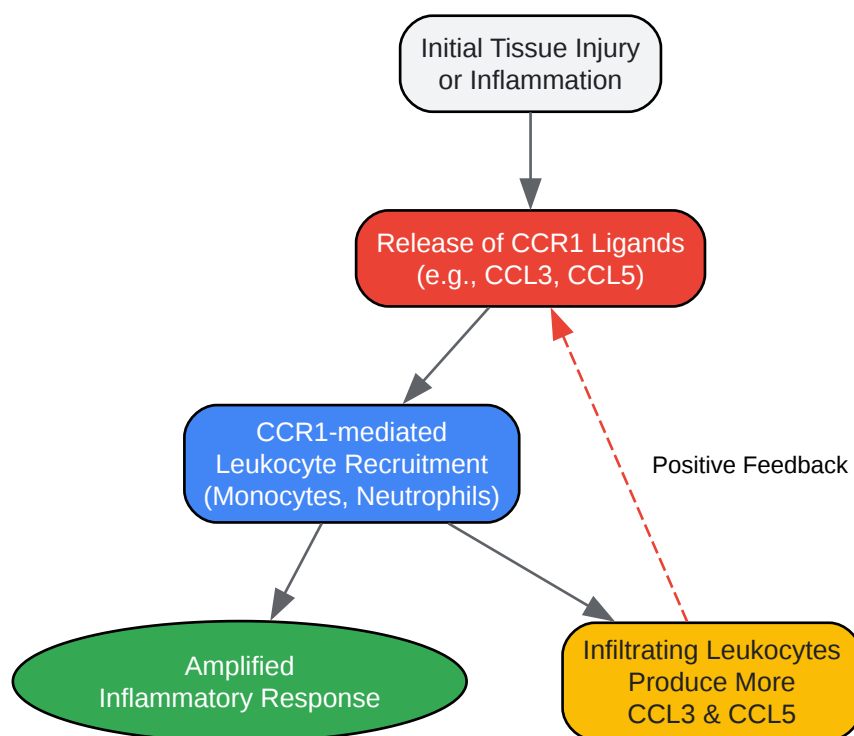 Initial Tissue Injury
or Inflammation
Release of CCR1 Ligands
(e.g., CCL3, CCL5)
CCR1-mediated
Leukocyte Recruitment
(Monocytes, Neutrophils)
Positive Feedback
Amplified
Inflammatory Response
Infiltrating Leukocytes
Produce More
CCL3 & CCL5